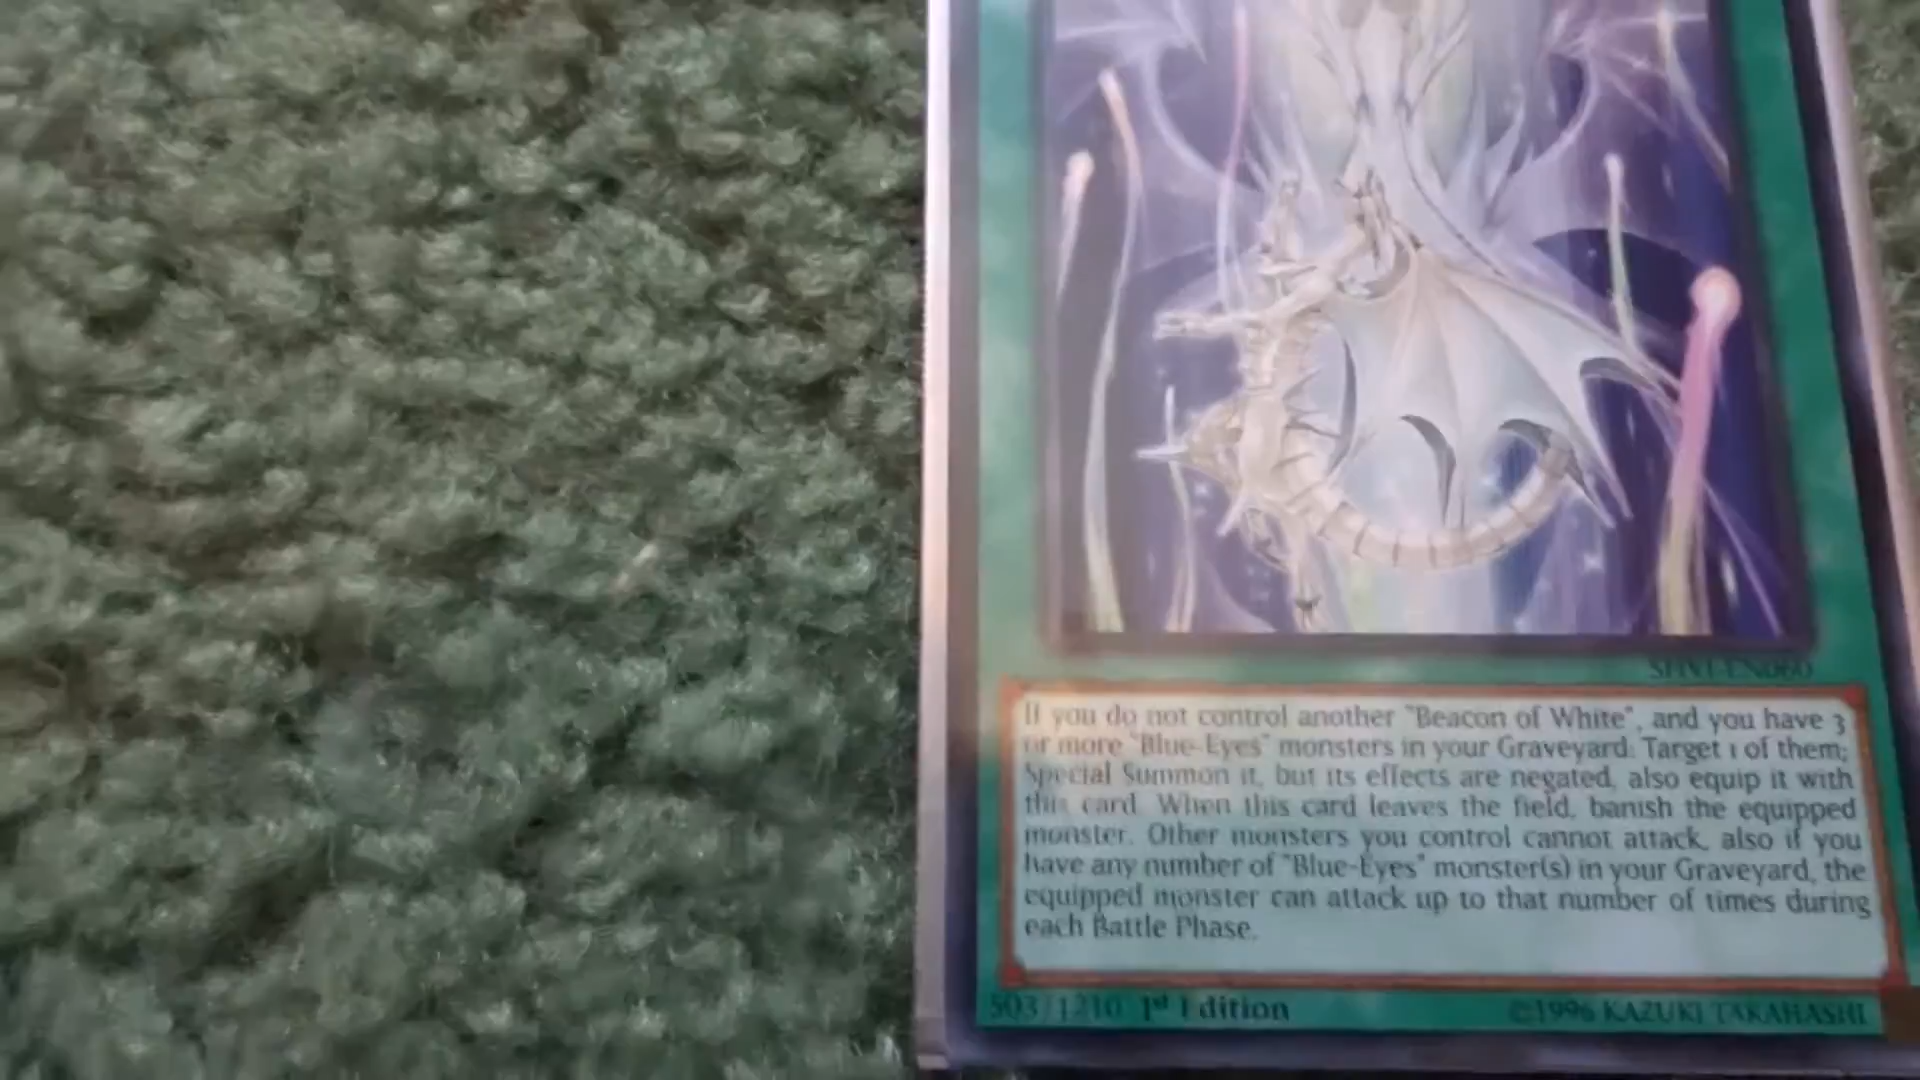 SHVI-EN060
If you do not control another "Beacon of White", and you have 3
or more "Blue-Eyes" monsters in your Graveyard: Target 1 of them;
Special Summon it, but its effects are negated, also equip it with
this card. When this card leaves the field, banish the equipped
monster. Other monsters you control cannot attack, also if you
have any number of "Blue-Eyes" monster(s) in your Graveyard, the
equipped monster can attack up to that number of times during
each Battle Phase.
1st Edition
©1996 KAZUKI TAKAHASHI